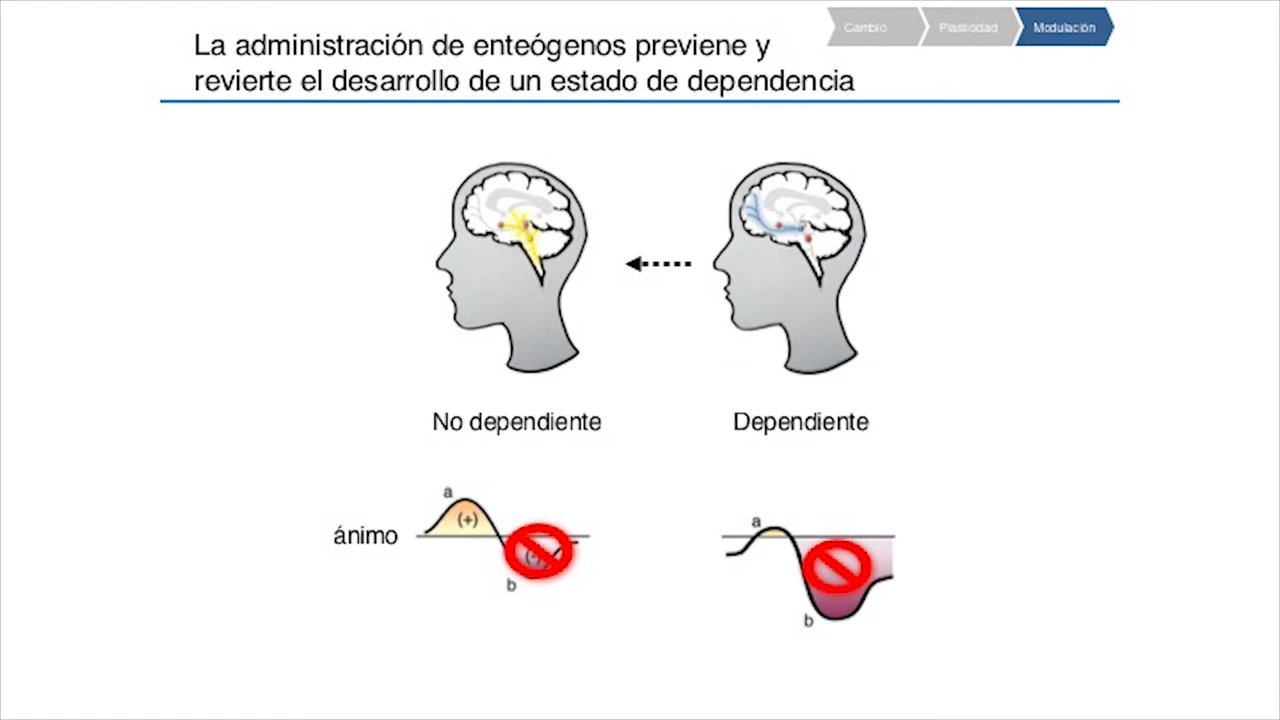 Cambio
Plasticidad
Modulación
La administración de enteógenos previene y
revierte el desarrollo de un estado de dependencia
No dependiente
Dependiente
ánimo
a
(+)
(-)
b
a
b